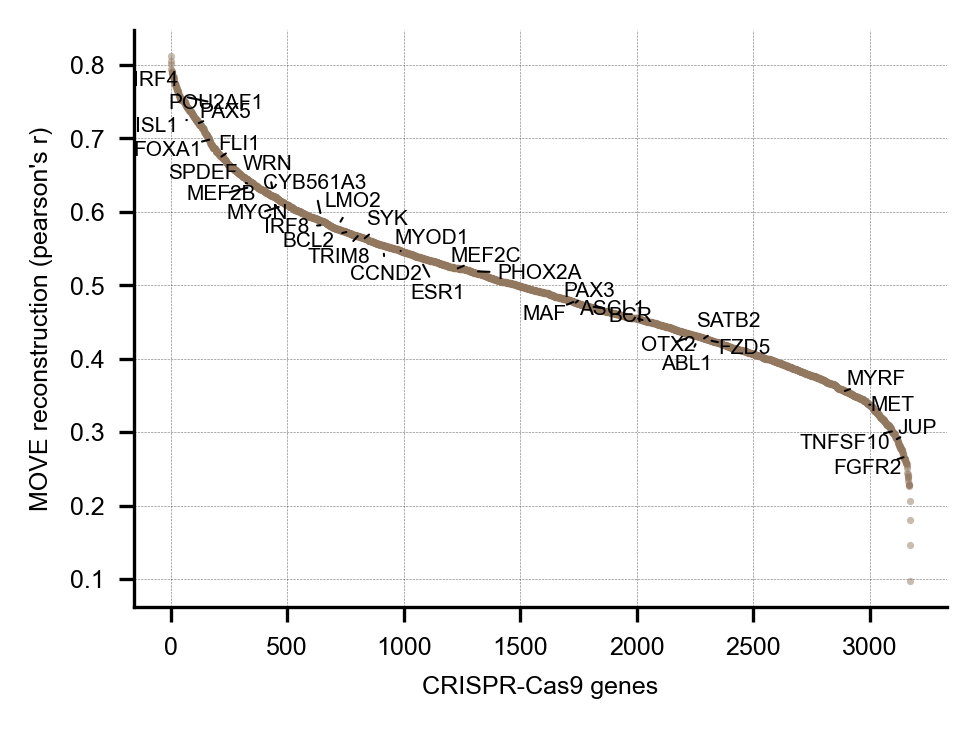 MOVE reconstruction (pearson's r)
0.8
0.7
0.6
0.5
0.4
0.3
0.2
0.1
IRF4
POU2AF1
PAX5
ISL1
FOXA1
FLI1
WRN
SPDEF
CYB561A3
MEF2B
LMO2
MYCN
SYK
IRF8
BCL2
MYOD1
TRIM8
MEF2C
CCND2
PHOX2A
ESR1
PAX3
MAF
ASCL1
BCR
SATB2
OTX2
FZD5
ABL1
MYRF
MET
JUP
TNFSF10
FGFR2
0
500
1000
1500
2000
2500
3000
CRISPR-Cas9 genes